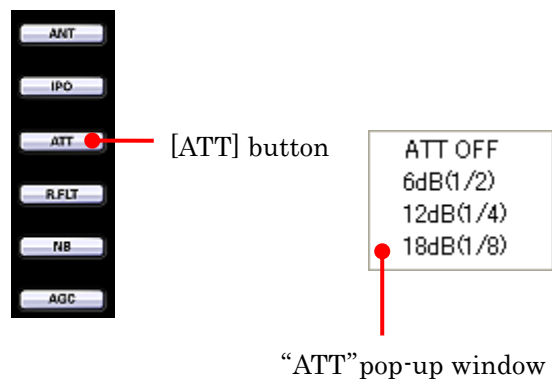 ANT
IPO
ATT
R.FLT
NB
AGC
[ATT] button
ATT OFF
6dB(1/2)
12dB(1/4)
18dB(1/8)
“ATT”pop-up window